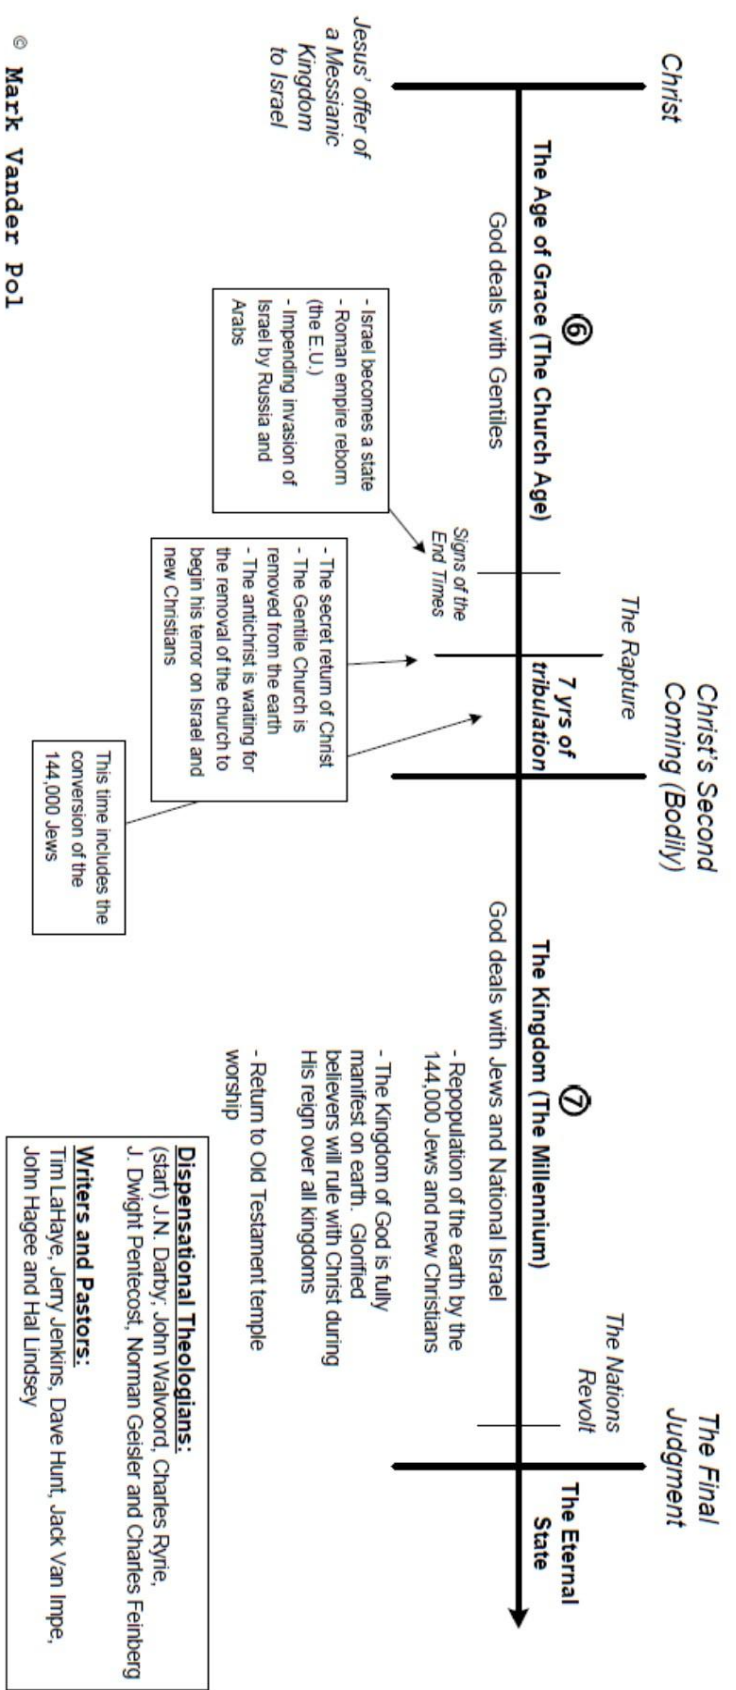 Christ
Christ's Second
Coming (Bodily)
The Final
Judgment
The Rapture
The Nations
Revolt
6
7
The Age of Grace (The Church Age)
7 yrs of
tribulation
The Kingdom (The Millennium)
The Eternal
State
God deals with Gentiles
God deals with Jews and National Israel
Signs of the
End Times
Jesus' offer of
a Messianic
Kingdom
to Israel
- Israel becomes a state
- Roman empire reborn
(the E.U.)
- Impending invasion of
Israel by Russia and
Arabs
- The secret return of Christ
- The Gentile Church is
removed from the earth
- The antichrist is waiting for
the removal of the church to
begin his terror on Israel and
new Christians
This time includes the
conversion of the
144,000 Jews
- Repopulation of the earth by the
144,000 Jews and new Christians
- The Kingdom of God is fully
manifest on earth. Glorified
believers will rule with Christ during
His reign over all kingdoms
- Return to Old Testament temple
worship
Dispensational Theologians:
(start) J.N. Darby; John Walvoord, Charles Ryrie,
J. Dwight Pentecost, Norman Geisler and Charles Feinberg
Writers and Pastors:
Tim LaHaye, Jerry Jenkins, Dave Hunt, Jack Van Impe,
John Hagee and Hal Lindsey
© Mark Vander Pol